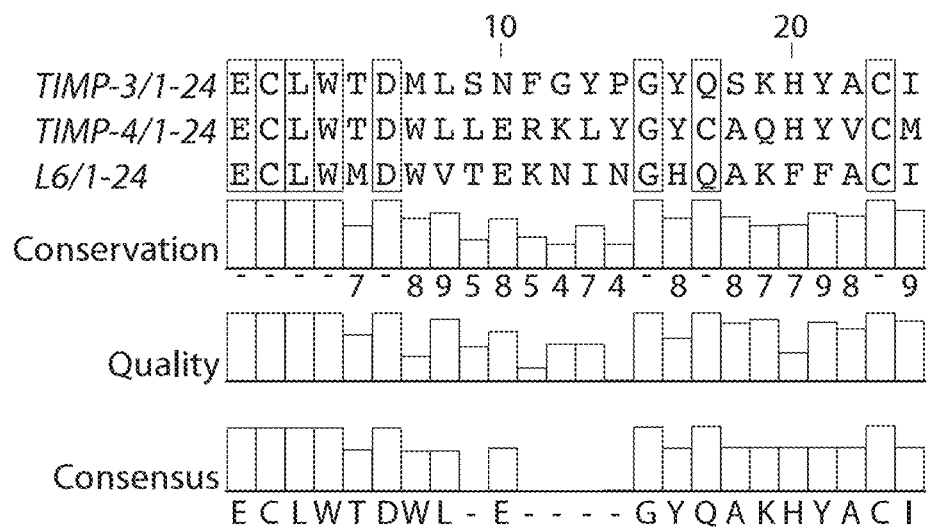 10 20
TIMP-3/1-24 E C L W T D M L S N F G Y P G Y Q S K H Y A C I
TIMP-4/1-24 E C L W T D W L L E R K L Y G Y C A Q H Y V C M
L6/1-24 E C L W M D W V T E K N I N G H Q A K F F A C I
Conservation
- - - - 7 - 8 9 5 8 5 4 7 4 - 8 - 8 7 7 9 8 - 9
Quality
Consensus
E C L W T D W L - E - - - - G Y Q A K H Y A C I